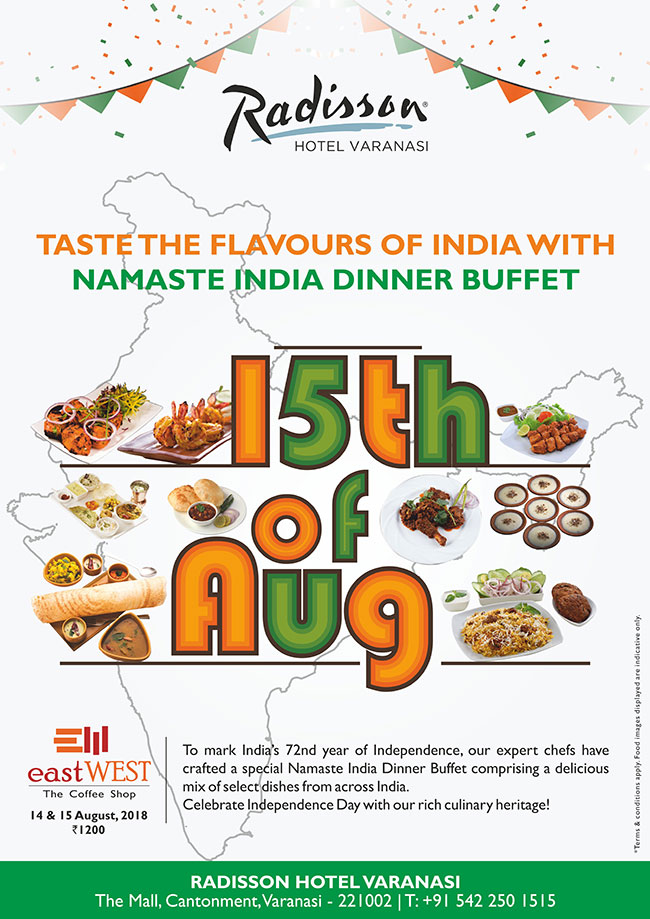 Radisson®
HOTEL VARANASI
TASTE THE FLAVOURS OF INDIA WITH
NAMASTE INDIA DINNER BUFFET
15th
of
Aug
eastWEST
The Coffee Shop
14 & 15 August, 2018
₹1200
To mark India's 72nd year of Independence, our expert chefs have
crafted a special Namaste India Dinner Buffet comprising a delicious
mix of select dishes from across India.
Celebrate Independence Day with our rich culinary heritage!
*Terms & conditions apply. Food images displayed are indicative only.
RADISSON HOTEL VARANASI
The Mall, Cantonment, Varanasi - 221002 | T: +91 542 250 1515